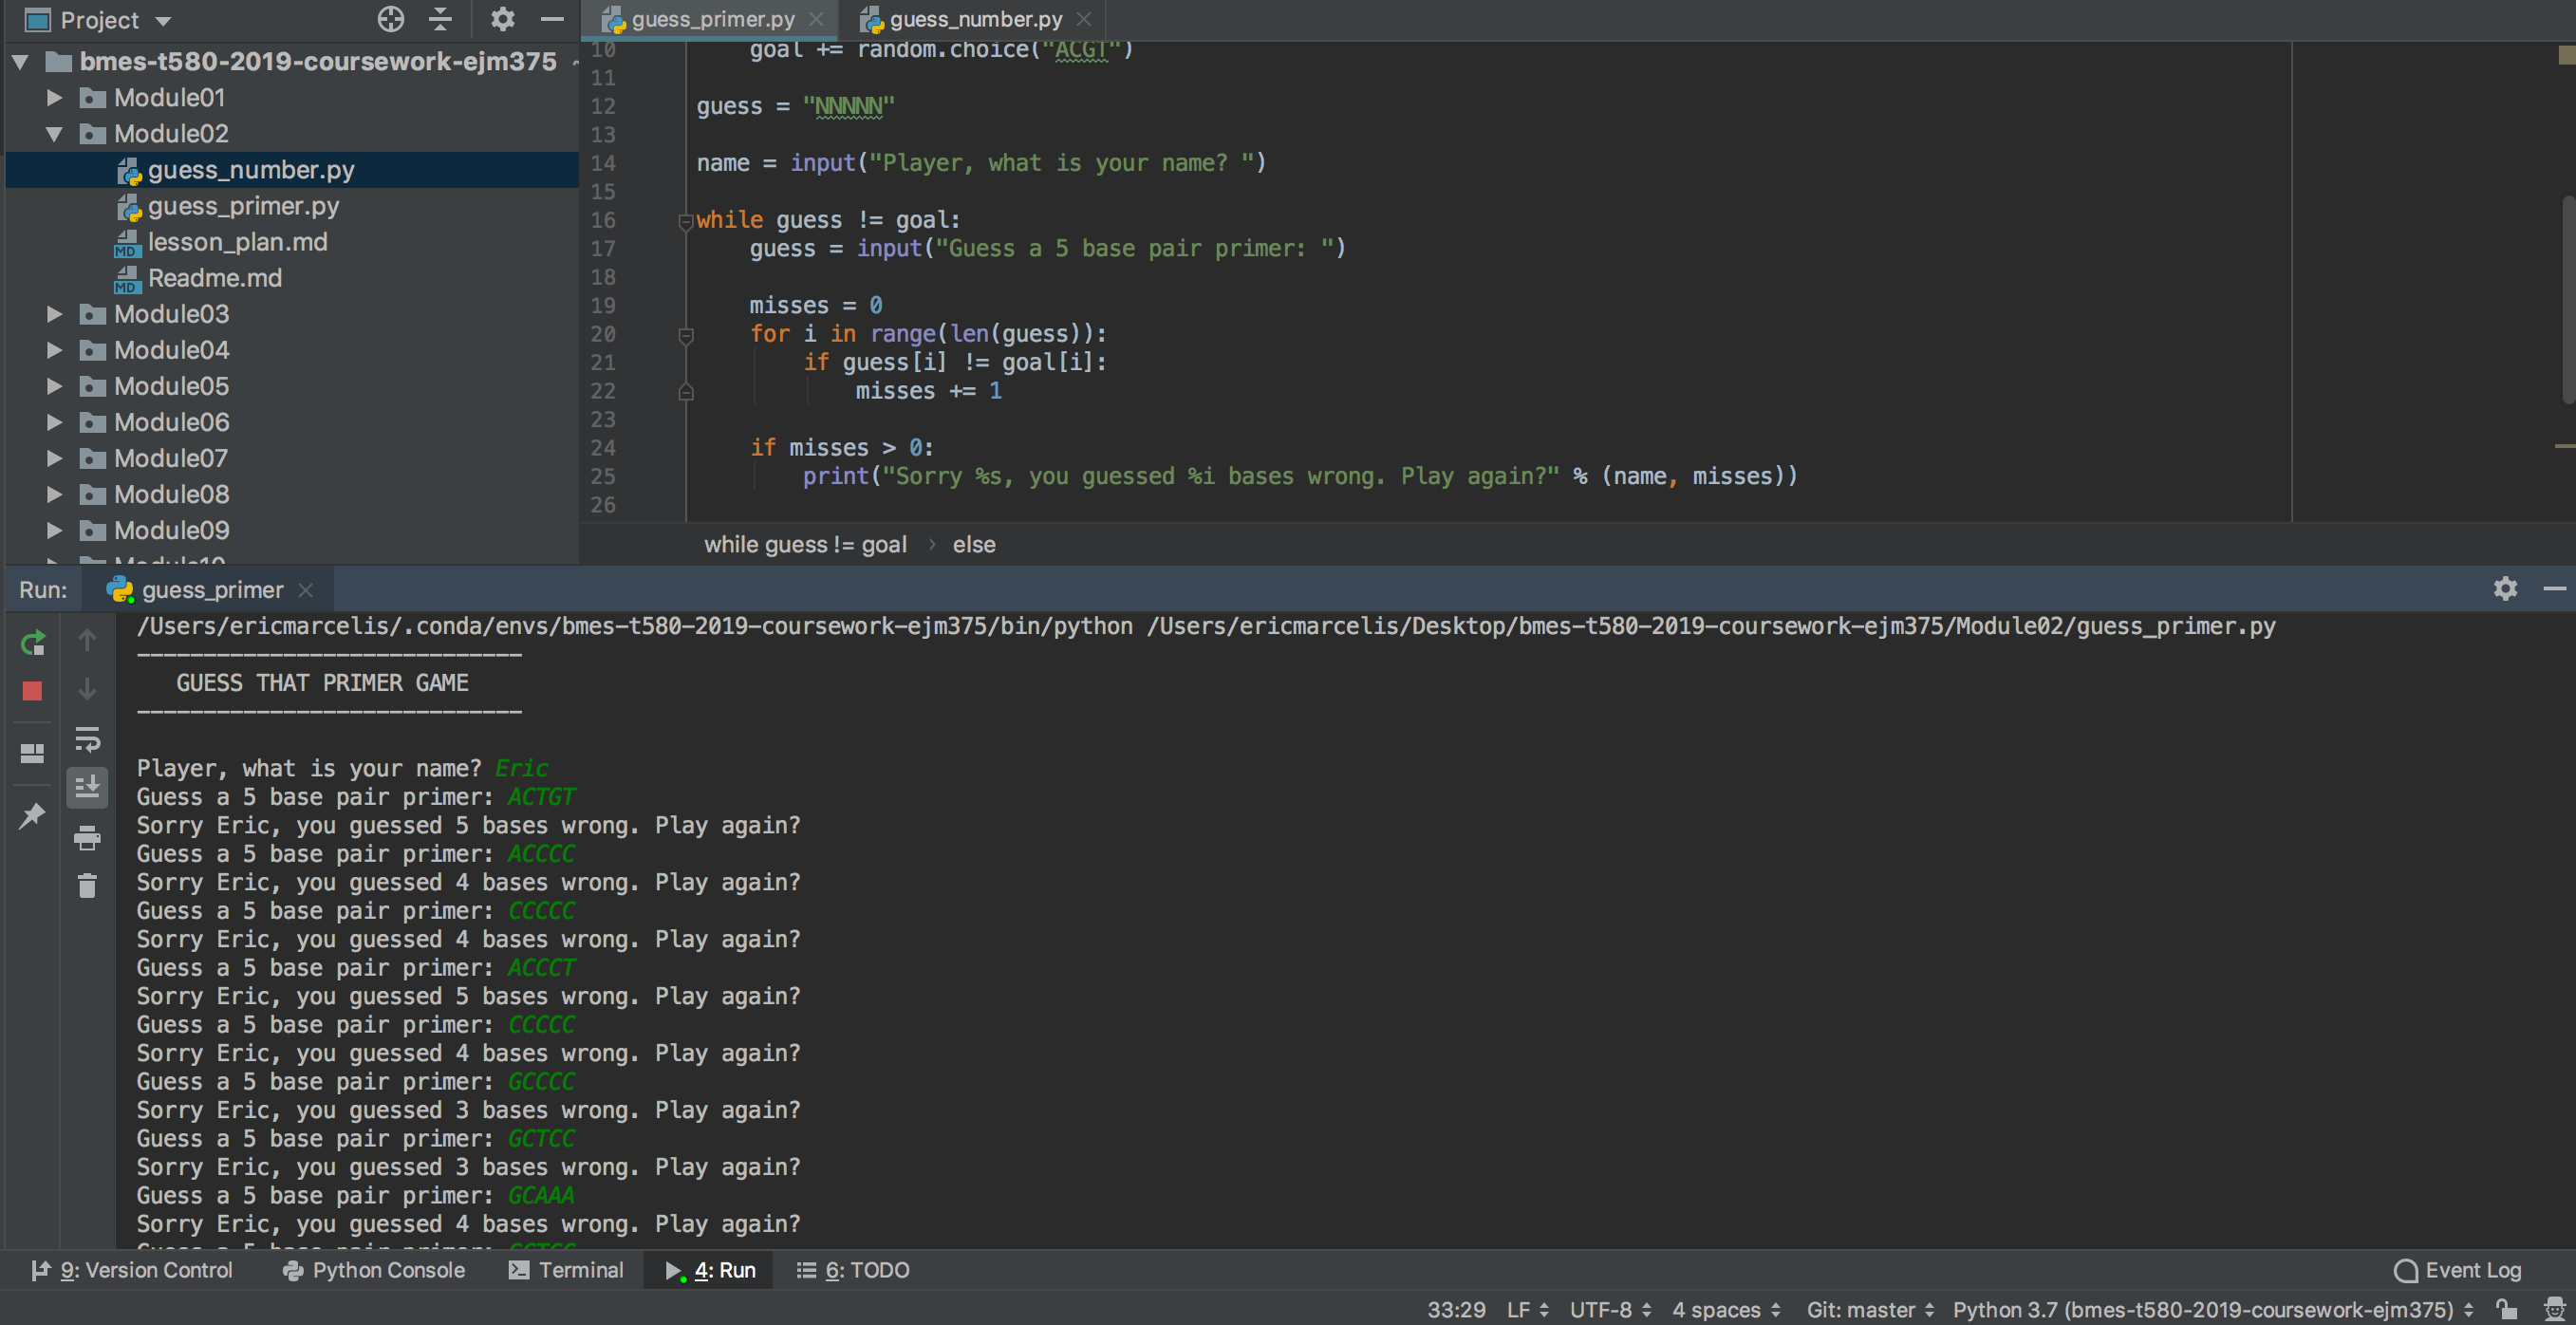 Project
bmes-t580-2019-coursework-ejm375
Module01
Module02
guess_number.py
guess_primer.py
lesson_plan.md
Readme.md
Module03
Module04
Module05
Module06
Module07
Module08
Module09
Module10
guess_primer.py
guess_number.py
10 goal += random.choice("ACGT")
11
12 guess = "NNNNN"
13
14 name = input("Player, what is your name? ")
15
16 while guess != goal:
17 guess = input("Guess a 5 base pair primer: ")
18
19 misses = 0
20 for i in range(len(guess)):
21 if guess[i] != goal[i]:
22 misses += 1
23
24 if misses > 0:
25 print("Sorry %s, you guessed %i bases wrong. Play again?" % (name, misses))
26
while guess != goal › else
Run: guess_primer
/Users/ericmarcelis/.conda/envs/bmes-t580-2019-coursework-ejm375/bin/python /Users/ericmarcelis/Desktop/bmes-t580-2019-coursework-ejm375/Module02/guess_primer.py
-----------------------------
GUESS THAT PRIMER GAME
-----------------------------
Player, what is your name? Eric
Guess a 5 base pair primer: ACTGT
Sorry Eric, you guessed 5 bases wrong. Play again?
Guess a 5 base pair primer: ACCCC
Sorry Eric, you guessed 4 bases wrong. Play again?
Guess a 5 base pair primer: CCCCC
Sorry Eric, you guessed 4 bases wrong. Play again?
Guess a 5 base pair primer: ACCCT
Sorry Eric, you guessed 5 bases wrong. Play again?
Guess a 5 base pair primer: CCCCC
Sorry Eric, you guessed 4 bases wrong. Play again?
Guess a 5 base pair primer: GCCCC
Sorry Eric, you guessed 3 bases wrong. Play again?
Guess a 5 base pair primer: GCTCC
Sorry Eric, you guessed 3 bases wrong. Play again?
Guess a 5 base pair primer: GCAAA
Sorry Eric, you guessed 4 bases wrong. Play again?
Guess a 5 base pair primer:
9: Version Control
Python Console
Terminal
4: Run
6: TODO
Event Log
33:29 LF UTF-8 4 spaces Git: master Python 3.7 (bmes-t580-2019-coursework-ejm375)